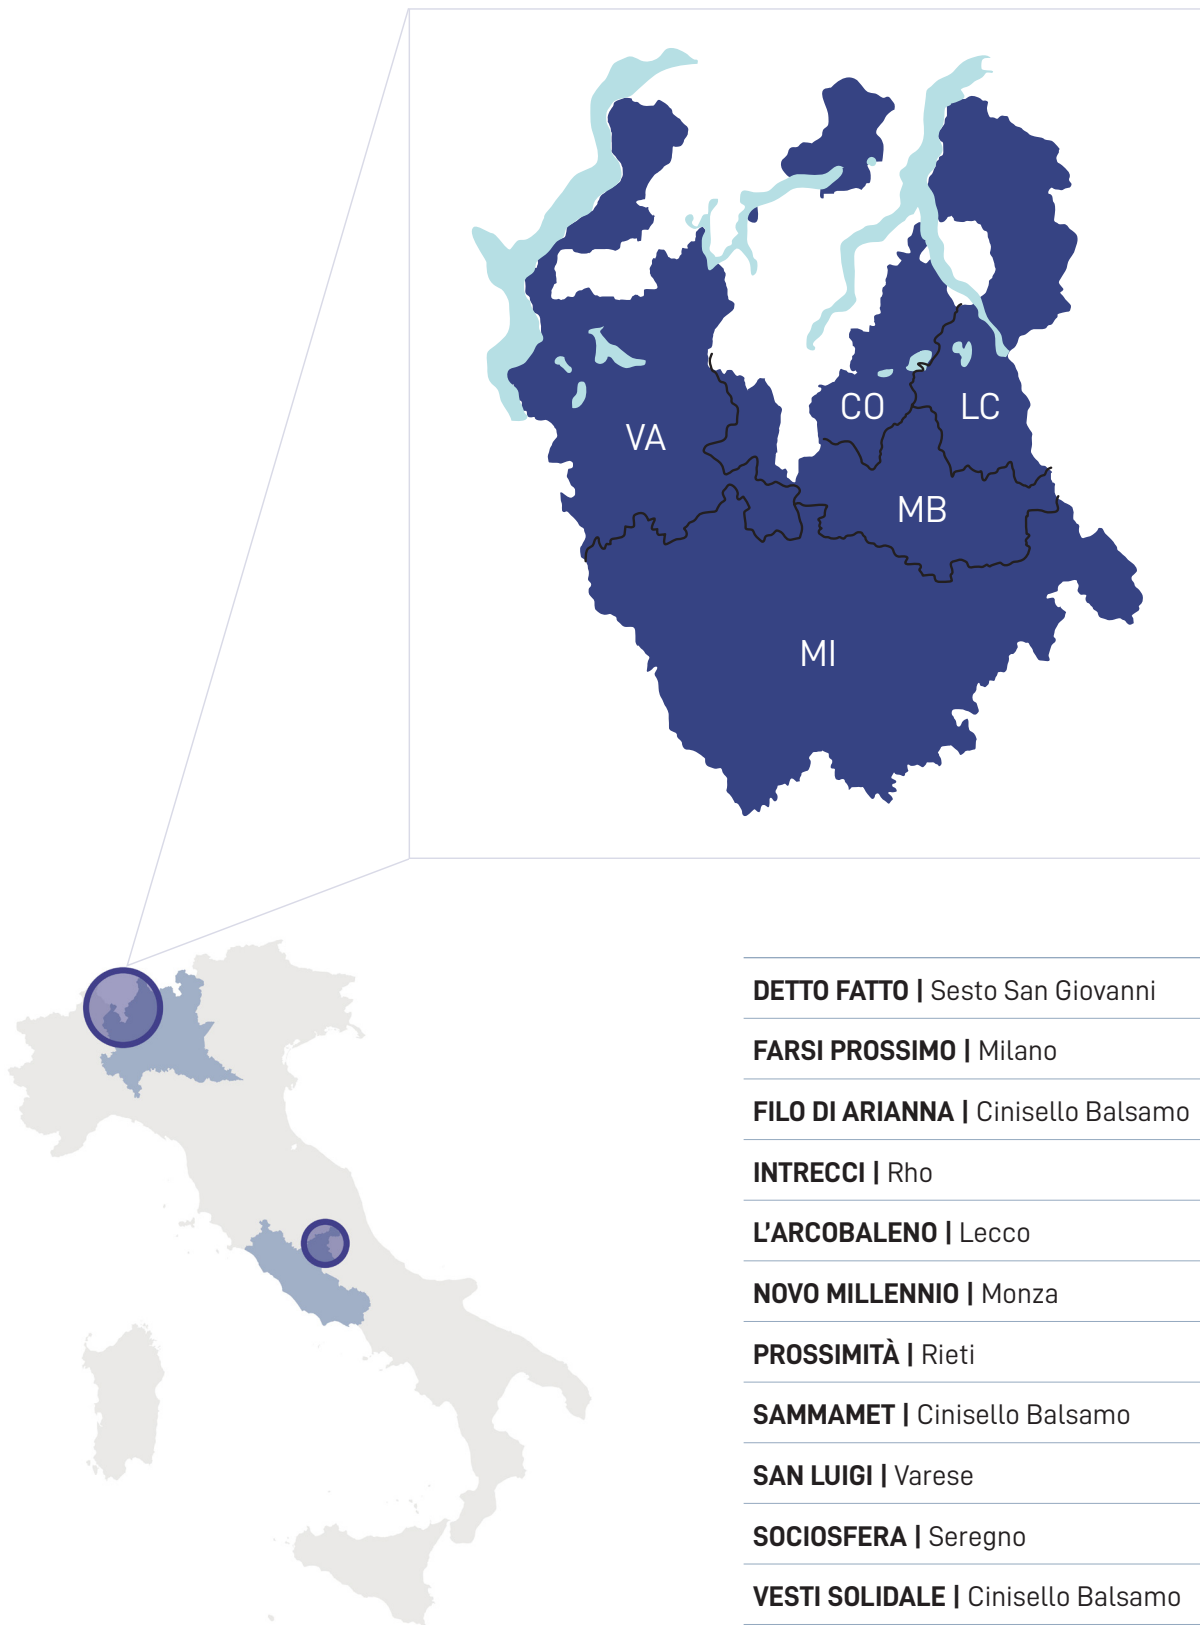 CO
LC
VA
MB
MI
DETTO FATTO | Sesto San Giovanni
FARSI PROSSIMO | Milano
FILO DI ARIANNA | Cinisello Balsamo
INTRECCI | Rho
L'ARCOBALENO | Lecco
NOVO MILLENNIO | Monza
PROSSIMITÀ | Rieti
SAMMAMET | Cinisello Balsamo
SAN LUIGI | Varese
SOCIOSFERA | Seregno
VESTI SOLIDALE | Cinisello Balsamo